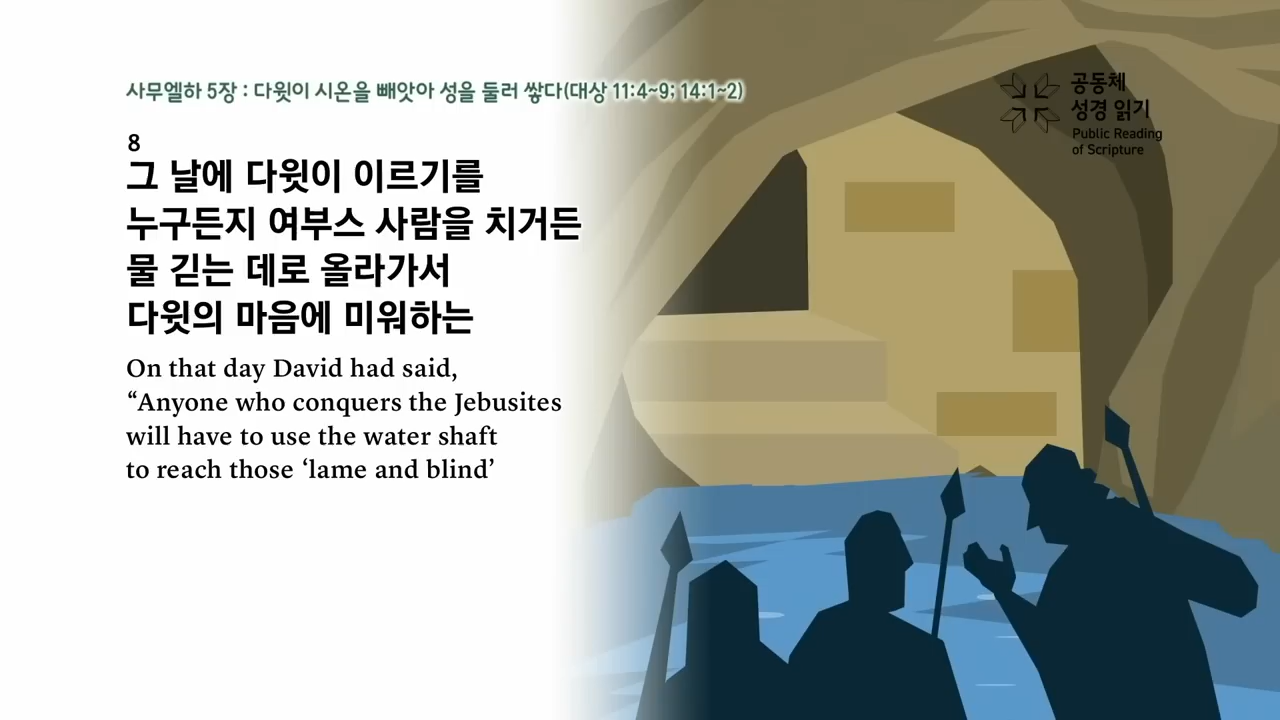 사무엘하 5장 : 다윗이 시온을 빼앗아 성을 둘러 쌓다(대상 11:4~9; 14:1~2)
8
그 날에 다윗이 이르기를
누구든지 여부스 사람을 치거든
물 긷는 데로 올라가서
다윗의 마음에 미워하는
On that day David had said,
“Anyone who conquers the Jebusites
will have to use the water shaft
to reach those ‘lame and blind’
공동체
성경 읽기
Public Reading
of Scripture